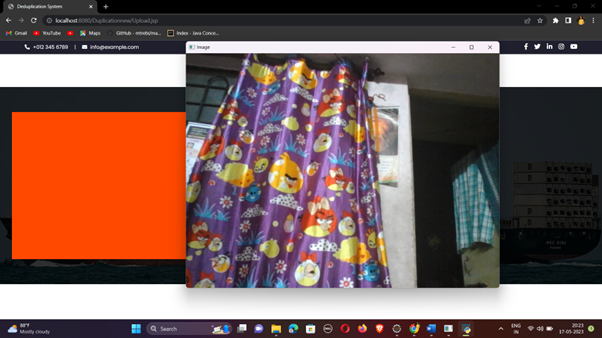 Deduplication System
localhost:8080/Duplicationnew/Upload.jsp
Gmail YouTube Maps GitHub - etretto/ma... Index - Java Conce...
+012 345 6789 | info@example.com
Image
88°F
Mostly cloudy
Search
ENG
IN
20:23
17-05-2023